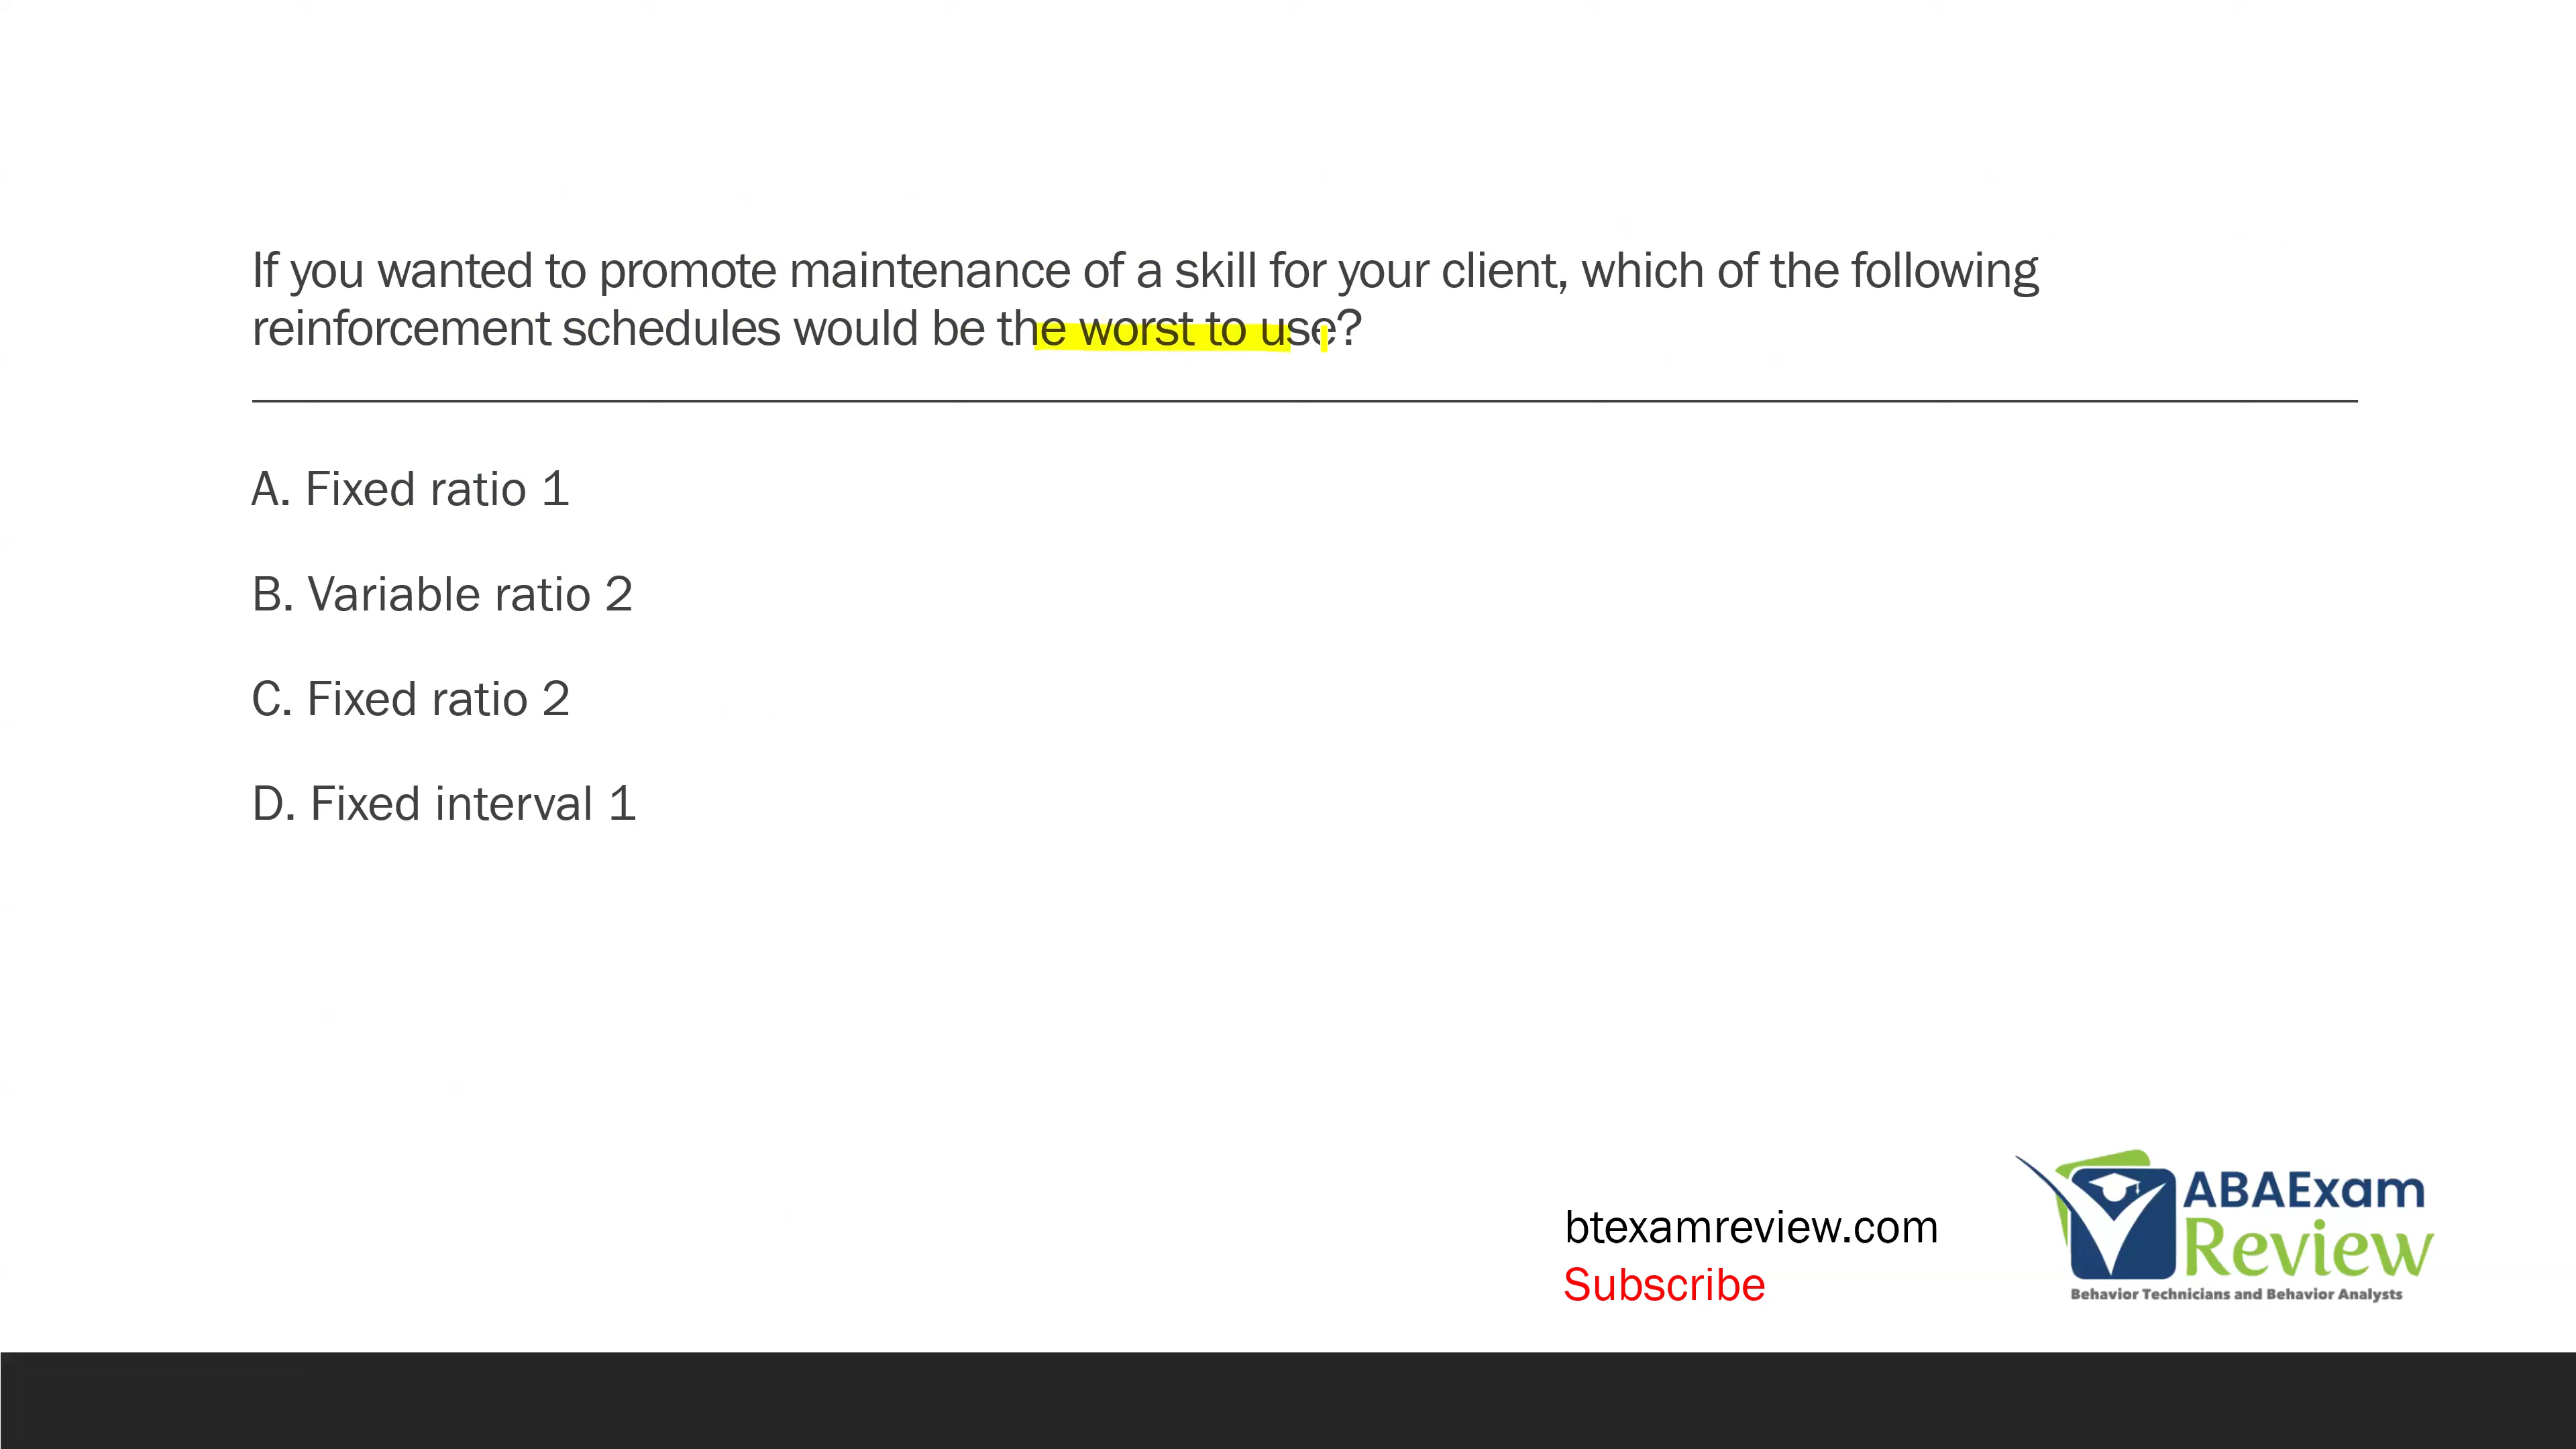 If you wanted to promote maintenance of a skill for your client, which of the following
reinforcement schedules would be the worst to use?
A. Fixed ratio 1
B. Variable ratio 2
C. Fixed ratio 2
D. Fixed interval 1
btexamreview.com
Subscribe
ABAExam
Review
Behavior Technicians and Behavior Analysts